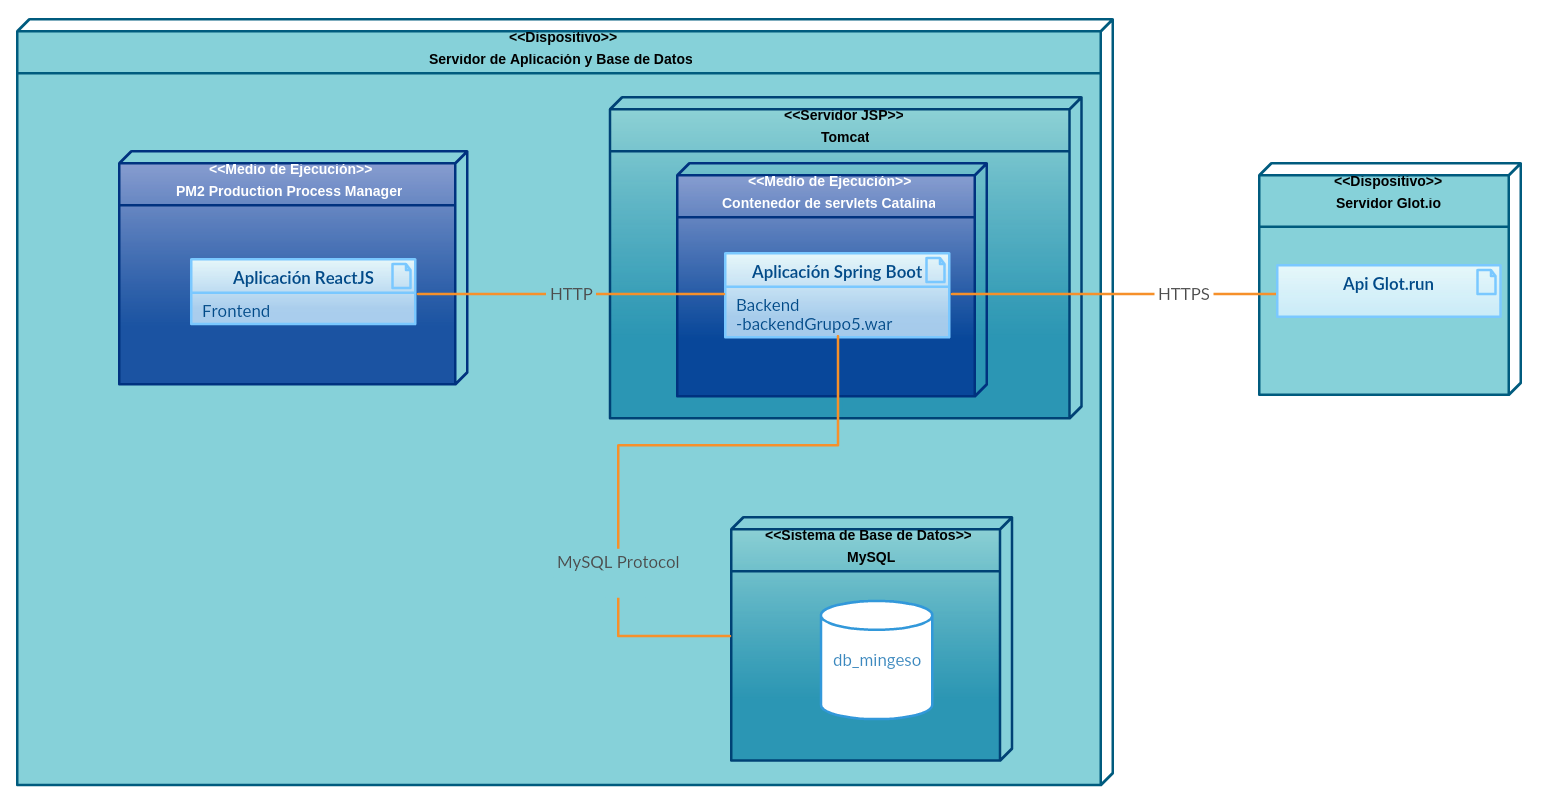 <<Dispositivo>>
Servidor de Aplicación y Base de Datos
<<Servidor JSP>>
Tomcat
<<Medio de Ejecución>>
PM2 Production Process Manager
<<Medio de Ejecución>>
Contenedor de servlets Catalina
<<Dispositivo>>
Servidor Glot.io
Aplicación ReactJS
Frontend
HTTP
Aplicación Spring Boot
Backend
-backendGrupo5.war
HTTPS
Api Glot.run
MySQL Protocol
<<Sistema de Base de Datos>>
MySQL
db_mingeso